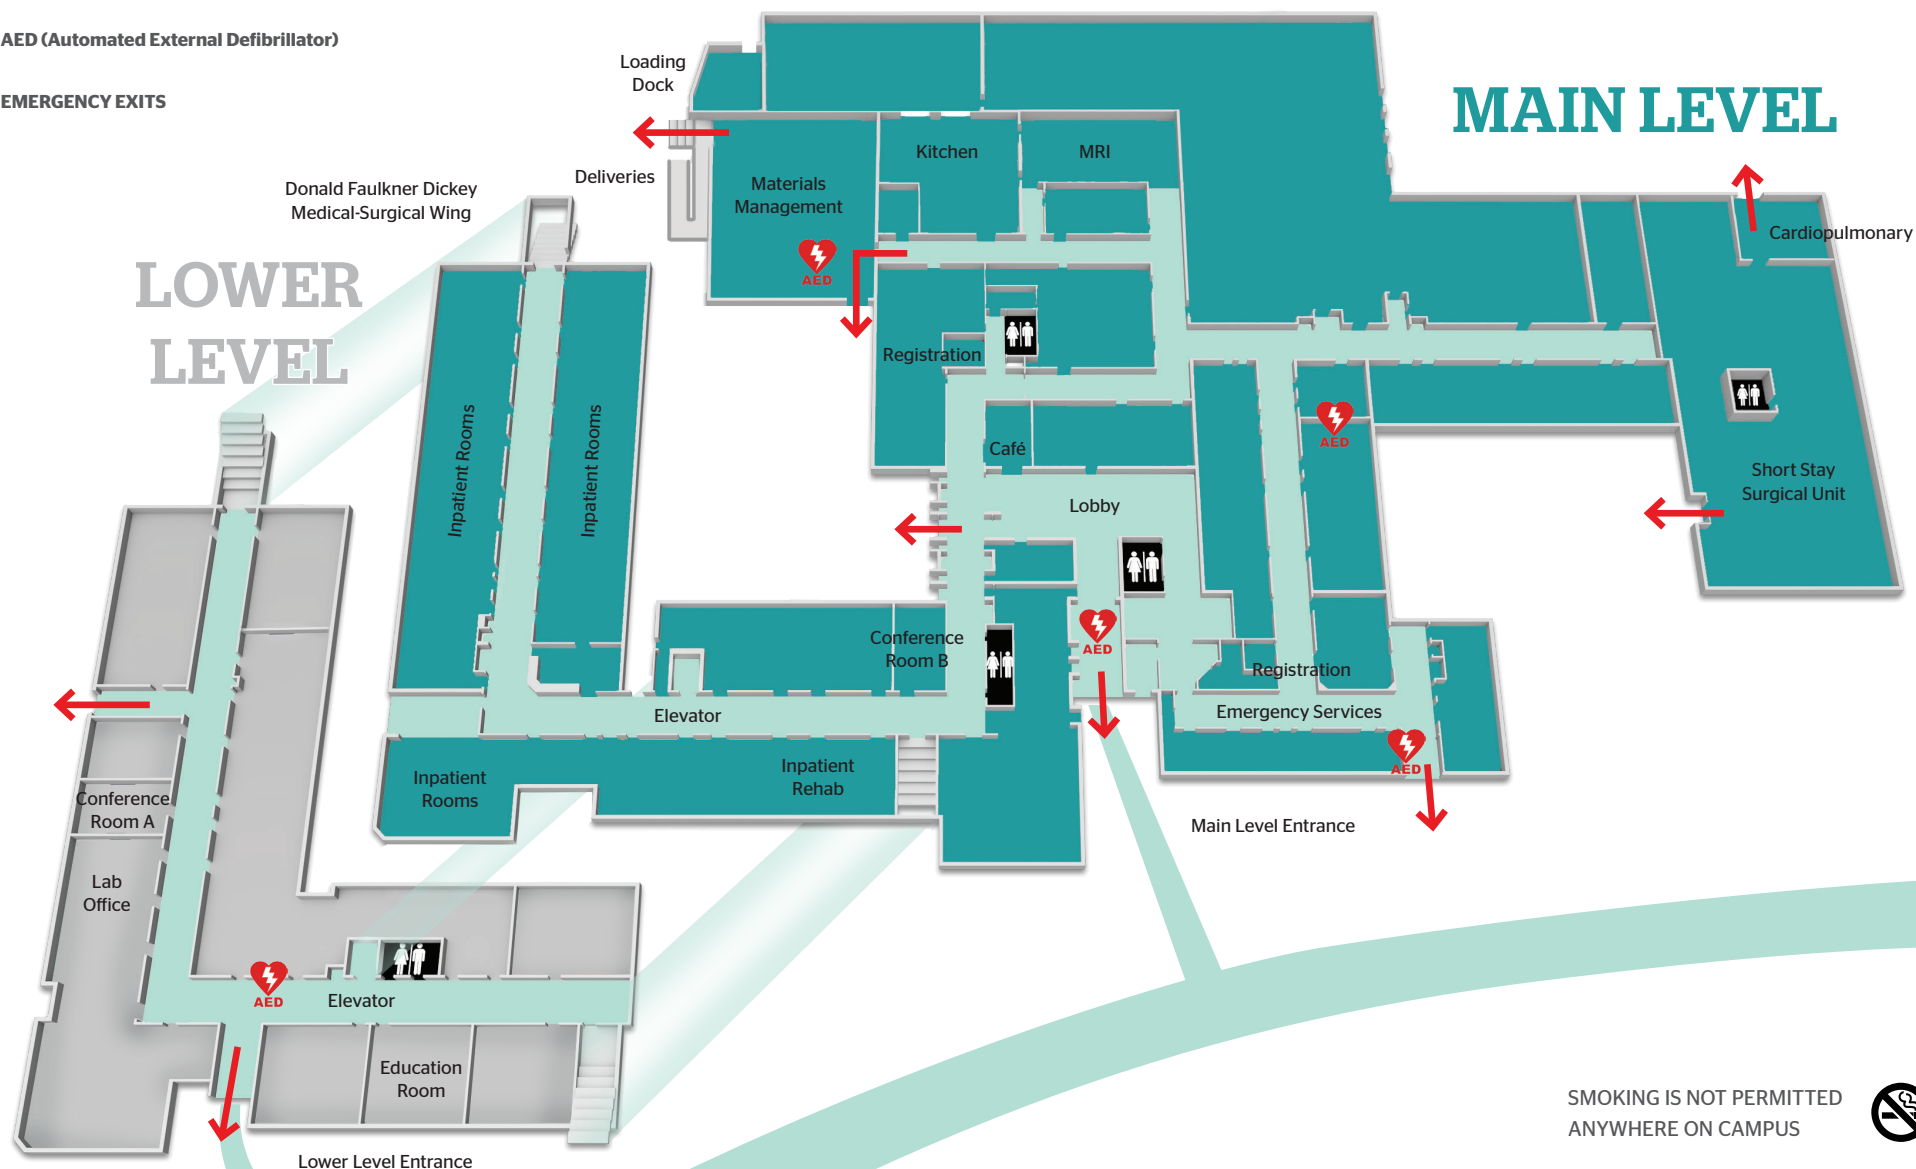 AED (Automated External Defibrillator)
EMERGENCY EXITS
MAIN LEVEL
LOWER
LEVEL
Loading
Dock
Deliveries
Donald Faulkner Dickey
Medical-Surgical Wing
Materials
Management
Kitchen
MRI
Cardiopulmonary
AED
Registration
Café
Lobby
AED
Short Stay
Surgical Unit
Inpatient Rooms
Inpatient Rooms
Conference
Room B
AED
Registration
Elevator
Emergency Services
AED
Inpatient
Rooms
Inpatient
Rehab
Main Level Entrance
Conference
Room A
Lab
Office
AED
Elevator
Education
Room
Lower Level Entrance
SMOKING IS NOT PERMITTED
ANYWHERE ON CAMPUS